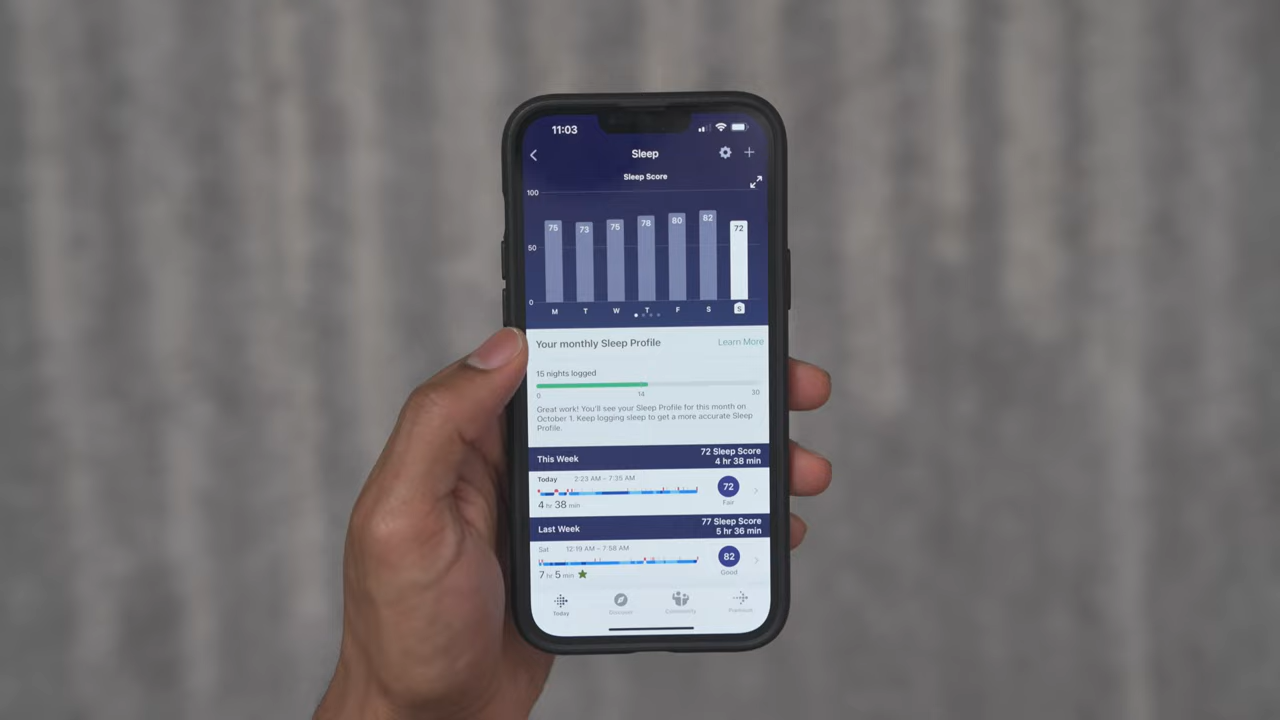 11:03
Sleep
Sleep Score
100
75 73 75 78 80 82 72
50
0
M T W T F S S
Your monthly Sleep Profile Learn More
15 nights logged
0 14 30
Great work! You'll see your Sleep Profile for this month on
October 1. Keep logging sleep to get a more accurate Sleep
Profile.
This Week 72 Sleep Score
4 hr 38 min
Today 2:23 AM - 7:35 AM
72
4 hr 38 min Fair
Last Week 77 Sleep Score
5 hr 36 min
Sat 12:19 AM - 7:58 AM
82
7 hr 5 min Good
Today Discover Community Premium